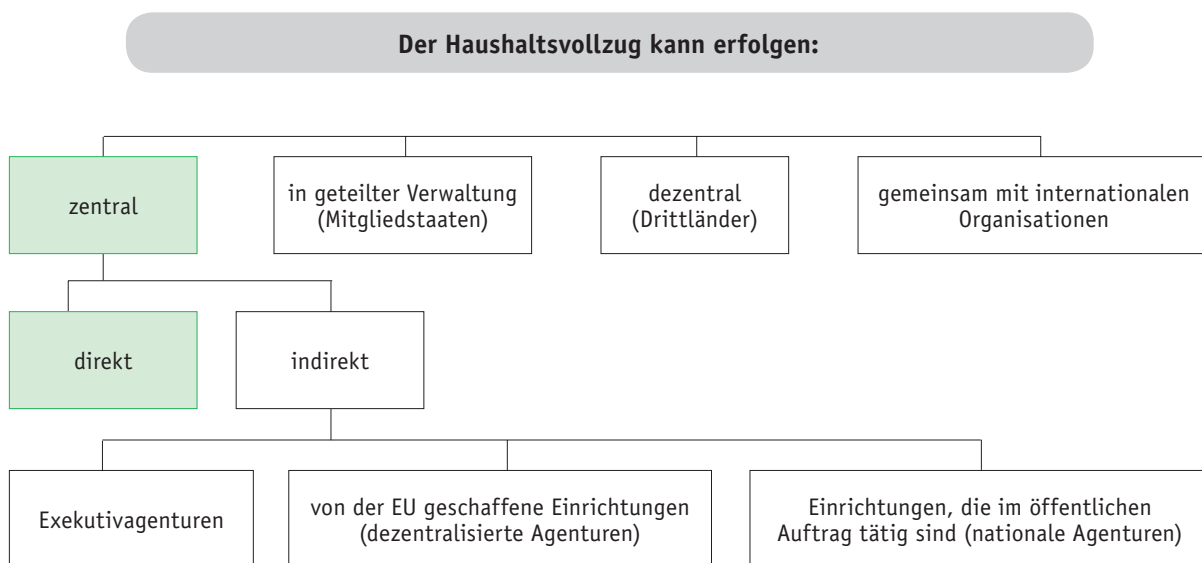 Der Haushaltsvollzug kann erfolgen:
zentral
in geteilter Verwaltung
(Mitgliedstaaten)
dezentral
(Drittländer)
gemeinsam mit internationalen
Organisationen
direkt
indirekt
Exekutivagenturen
von der EU geschaffene Einrichtungen
(dezentralisierte Agenturen)
Einrichtungen, die im öffentlichen
Auftrag tätig sind (nationale Agenturen)